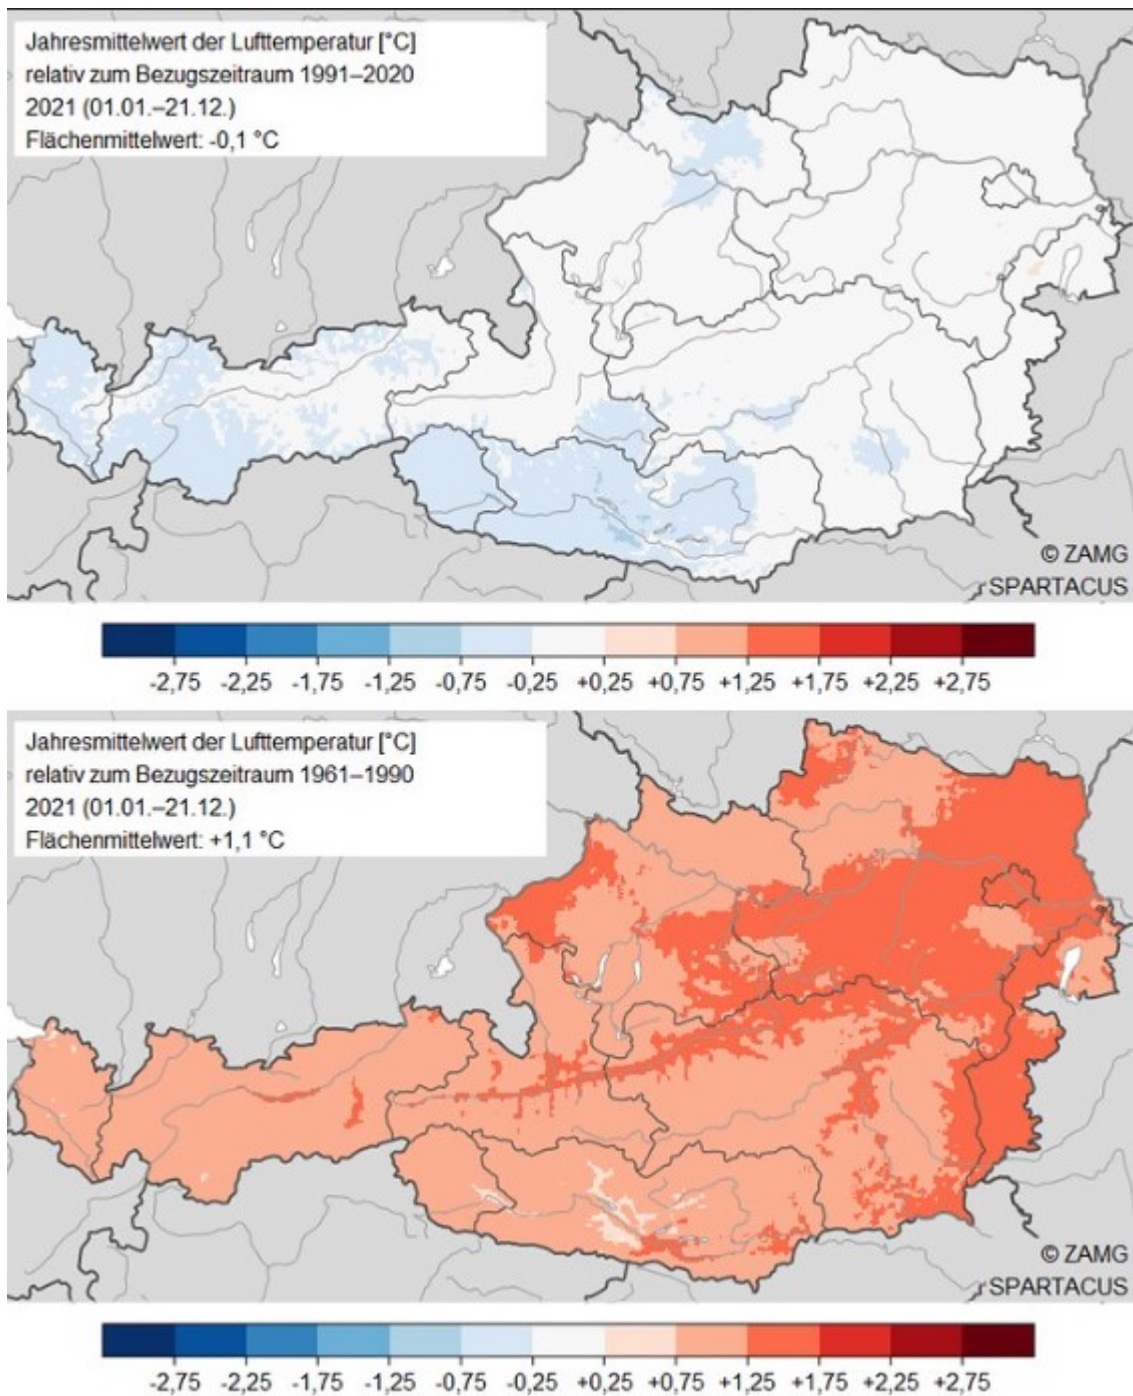 Jahresmittelwert der Lufttemperatur [°C]
relativ zum Bezugszeitraum 1991–2020
2021 (01.01.–21.12.)
Flächenmittelwert: -0,1 °C
© ZAMG
SPARTACUS
-2,75 -2,25 -1,75 -1,25 -0,75 -0,25 +0,25 +0,75 +1,25 +1,75 +2,25 +2,75
Jahresmittelwert der Lufttemperatur [°C]
relativ zum Bezugszeitraum 1961–1990
2021 (01.01.–21.12.)
Flächenmittelwert: +1,1 °C
© ZAMG
SPARTACUS
-2,75 -2,25 -1,75 -1,25 -0,75 -0,25 +0,25 +0,75 +1,25 +1,75 +2,25 +2,75